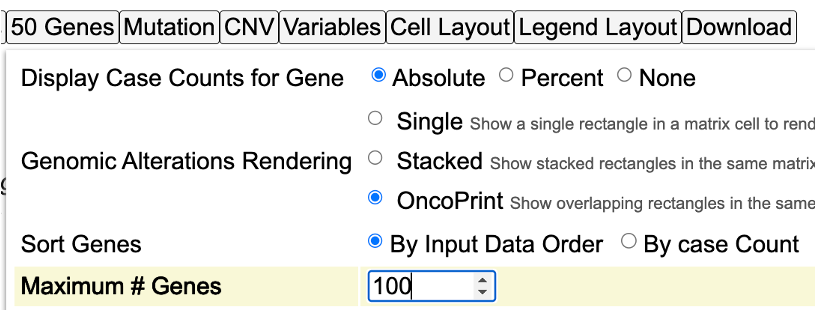 50 Genes Mutation CNV Variables Cell Layout Legend Layout Download
Display Case Counts for Gene Absolute Percent None
Single Show a single rectangle in a matrix cell to rend
Genomic Alterations Rendering Stacked Show stacked rectangles in the same matrix
OncoPrint Show overlapping rectangles in the same
Sort Genes By Input Data Order By case Count
Maximum # Genes 100